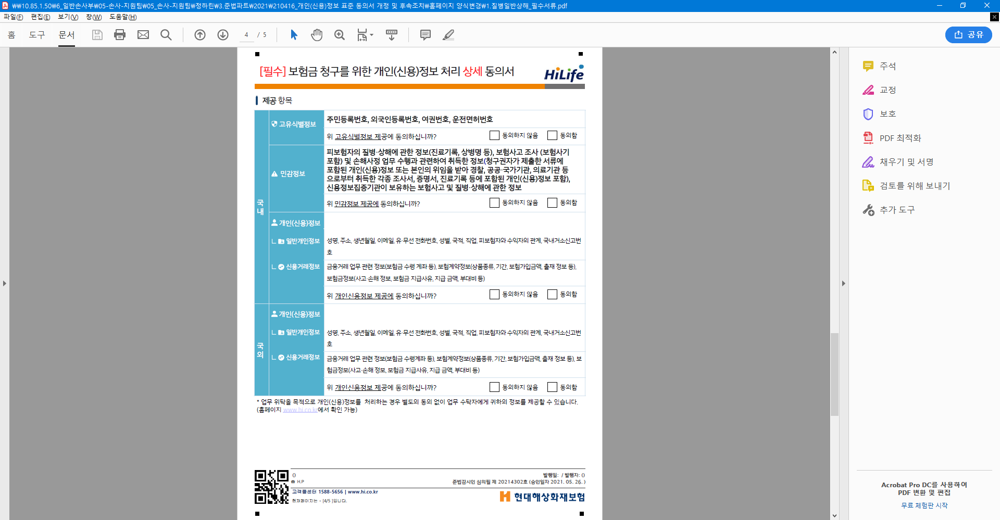 ₩₩10.85.1.50₩6_일반손사부₩05-손사-지원팀₩05_손사-지원팀₩정하린₩3.준법파트₩2021₩210416_개인(신용)정보 표준 동의서 개정 및 후속조치₩홈페이지 양식변경₩1.질병일반상해_필수서류.pdf
파일(F) 편집(E) 보기(V) 창(W) 도움말(H)
홈 도구 문서 4 / 5 공유
[필수] 보험금 청구를 위한 개인(신용)정보 처리 상세 동의서 HiLife
제공 항목
국내
고유식별정보
주민등록번호, 외국인등록번호, 여권번호, 운전면허번호
위 고유식별정보 제공에 동의하십니까? 동의하지 않음 동의함
민감정보
피보험자의 질병·상해에 관한 정보(진료기록, 상병명 등), 보험사고 조사 (보험사기
포함) 및 손해사정 업무 수행과 관련하여 취득한 정보(청구권자가 제출한 서류에
포함된 개인(신용)정보 또는 본인의 위임을 받아 경찰, 공공·국가기관, 의료기관 등
으로부터 취득한 각종 조사서, 증명서, 진료기록 등에 포함된 개인(신용)정보 포함),
신용정보집중기관이 보유하는 보험사고 및 질병·상해에 관한 정보
위 민감정보 제공에 동의하십니까? 동의하지 않음 동의함
개인(신용)정보
일반개인정보
성명, 주소, 생년월일, 이메일, 유·무선 전화번호, 성별, 국적, 직업, 피보험자와 수익자의 관계, 국내거소신고번
호
신용거래정보
금융거래 업무 관련 정보(보험금 수령 계좌 등), 보험계약정보(상품종류, 기간, 보험가입금액, 출재 정보 등),
보험금정보(사고·손해 정보, 보험금 지급사유, 지급 금액, 부대비 등)
위 개인신용정보 제공에 동의하십니까? 동의하지 않음 동의함
국외
개인(신용)정보
일반개인정보
성명, 주소, 생년월일, 이메일, 유·무선 전화번호, 성별, 국적, 직업, 피보험자와 수익자의 관계, 국내거소신고번
호
신용거래정보
금융거래 업무 관련 정보(보험금 수령계좌 등), 보험계약정보(상품종류, 기간, 보험가입금액, 출재 정보 등), 보
험금정보(사고·손해 정보, 보험금 지급사유, 지급 금액, 부대비 등)
위 개인신용정보 제공에 동의하십니까? 동의하지 않음 동의함
* 업무 위탁을 목적으로 개인(신용)정보를 처리하는 경우 별도의 동의 없이 업무 수탁자에게 귀하의 정보를 제공할 수 있습니다.
(홈페이지 www.hi.co.kr에서 확인 가능)
() 발행일: / 발행자: ()
☎ H.P 준법감시인 심의필 제 20214302호 (승인일자 2021. 05. 26. )
고객콜센터 1588-5656 | www.hi.co.kr
현재페이지는 - [4/5 ]입니다.
현대해상화재보험
주석
교정
보호
PDF 최적화
채우기 및 서명
검토를 위해 보내기
추가 도구
Acrobat Pro DC를 사용하여
PDF 변환 및 편집
무료 체험판 시작